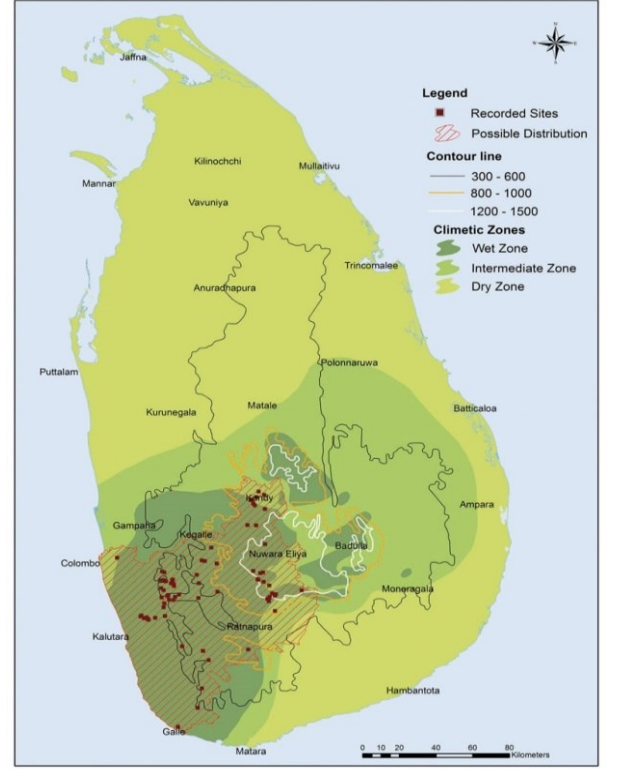 N
W E
S
Jaffna
Legend
Recorded Sites
Possible Distribution
Contour line
300 - 600
800 - 1000
1200 - 1500
Climetic Zones
Wet Zone
Intermediate Zone
Dry Zone
Kilinochchi
Mullaitivu
Mannar
Vavuniya
Trincomalee
Anuradhapura
Polonnaruwa
Puttalam
Matale
Kurunegala
Batticaloa
Kandy
Ampara
Gampaha
Kegalle
Colombo
Nuwara Eliya
Badulla
Moneragala
Ratnapura
Kalutara
Hambantota
Galle
Matara
0 10 20 40 60 80
Kilometers